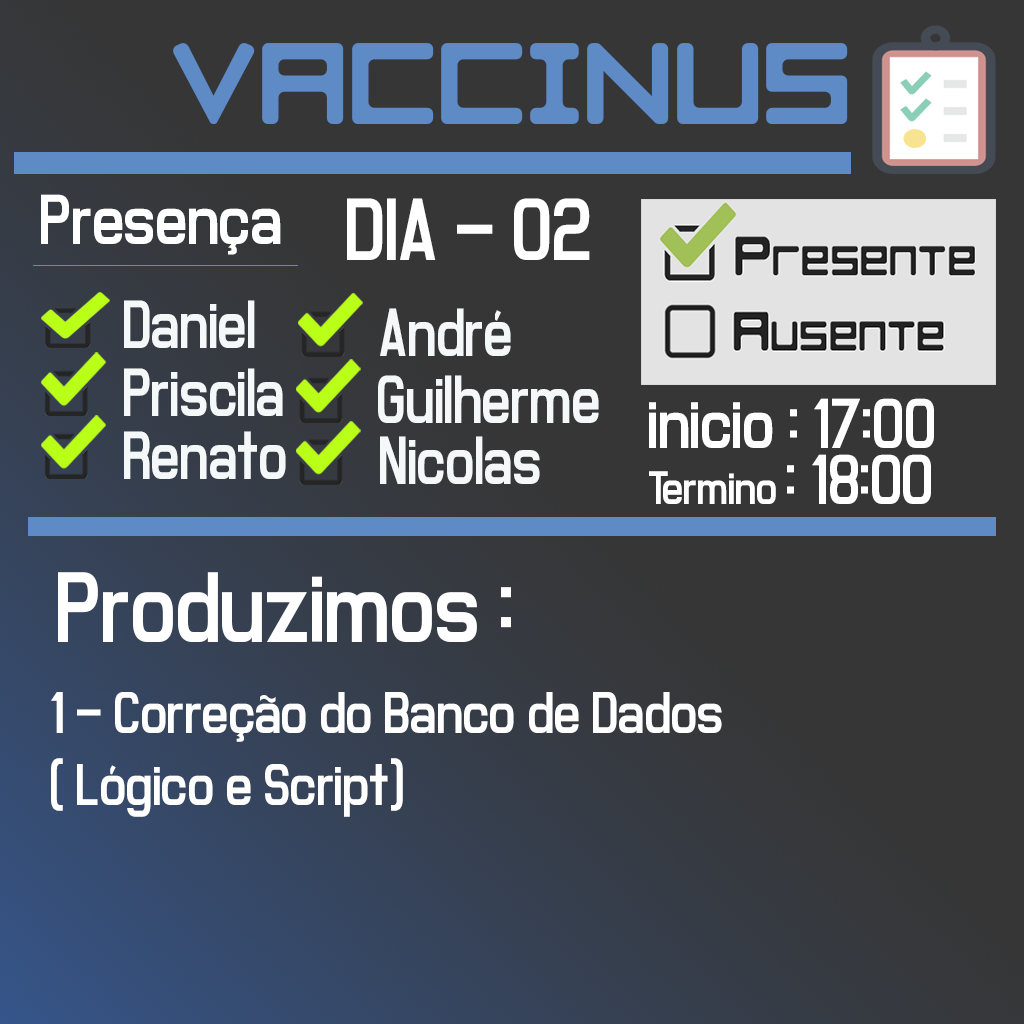 VACCINUS
Presença
DIA - 02
Presente
Ausente
Daniel
André
Priscila
Guilherme
Renato
Nicolas
inicio : 17:00
Termino : 18:00
Produzimos :
1 - Correção do Banco de Dados
( Lógico e Script)